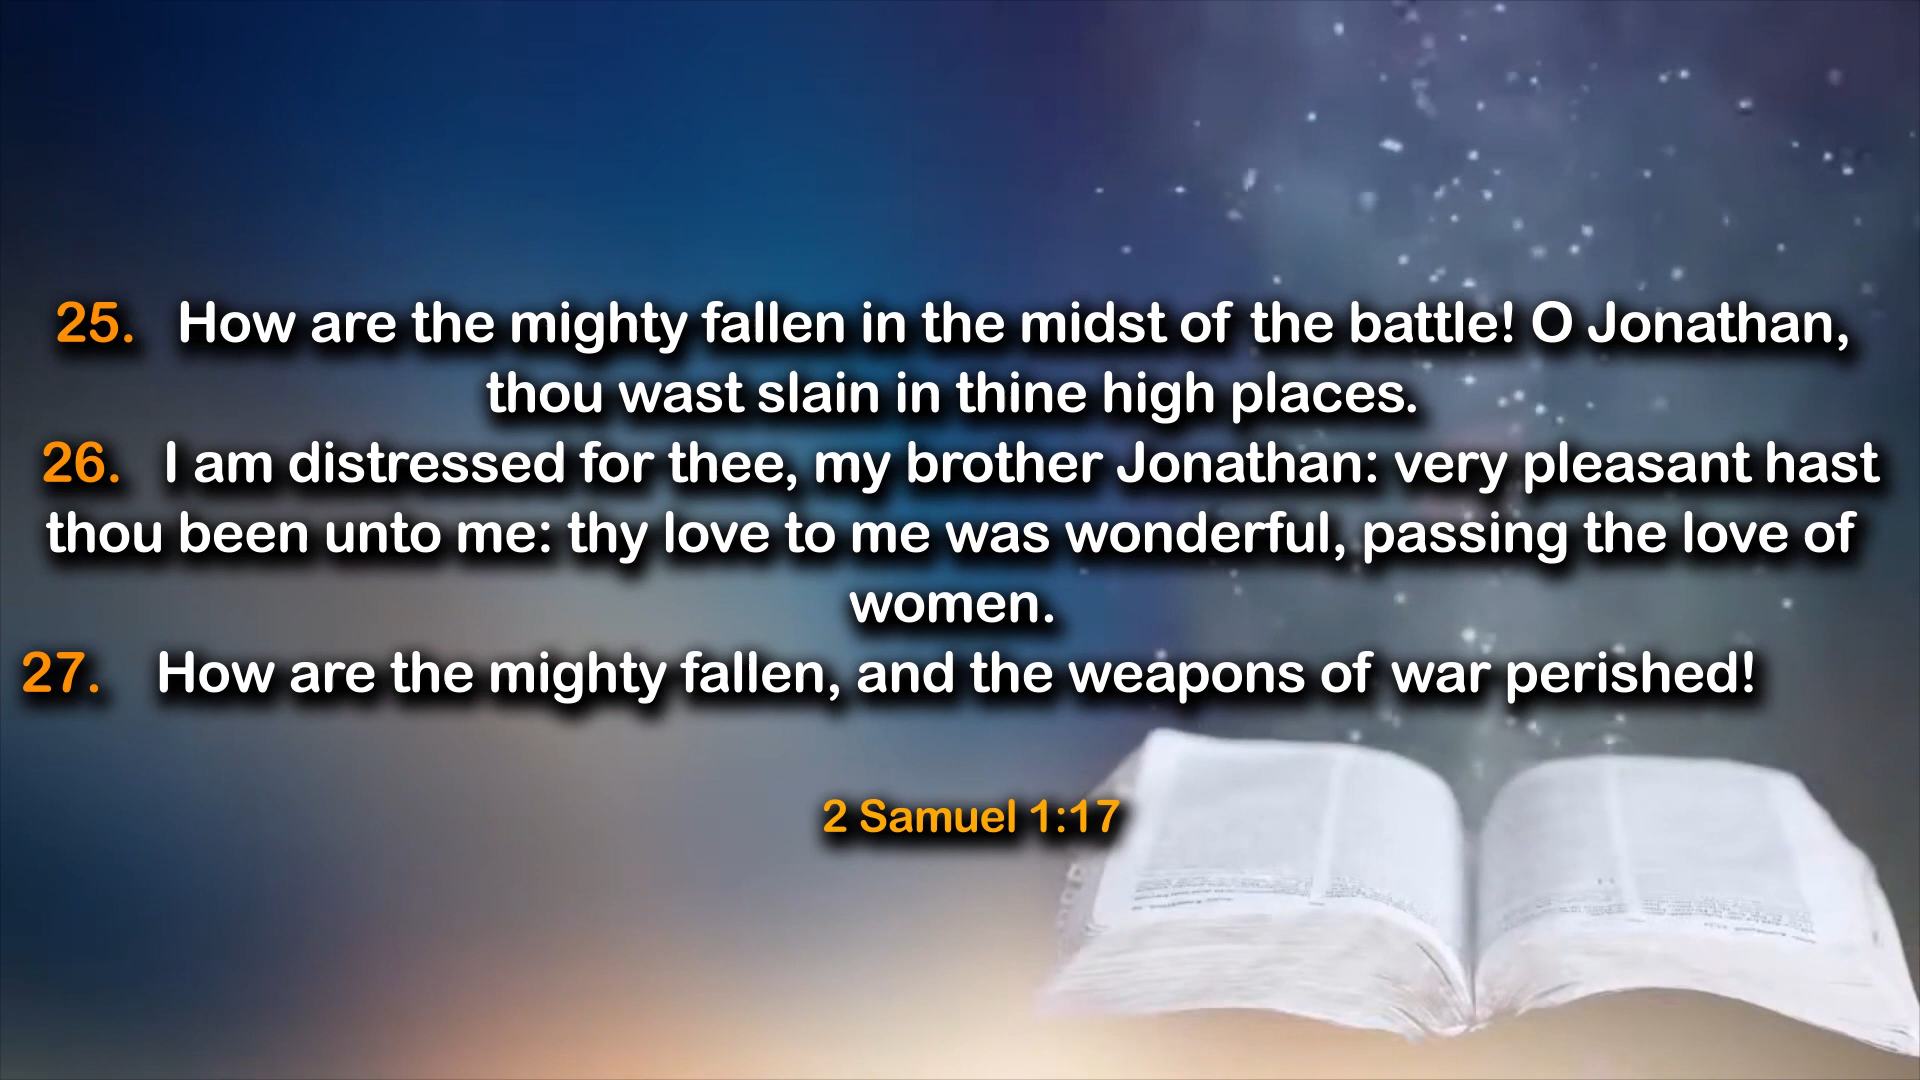 25. How are the mighty fallen in the midst of the battle! O Jonathan,
thou wast slain in thine high places.
26. I am distressed for thee, my brother Jonathan: very pleasant hast
thou been unto me: thy love to me was wonderful, passing the love of
women.
27. How are the mighty fallen, and the weapons of war perished!
2 Samuel 1:17